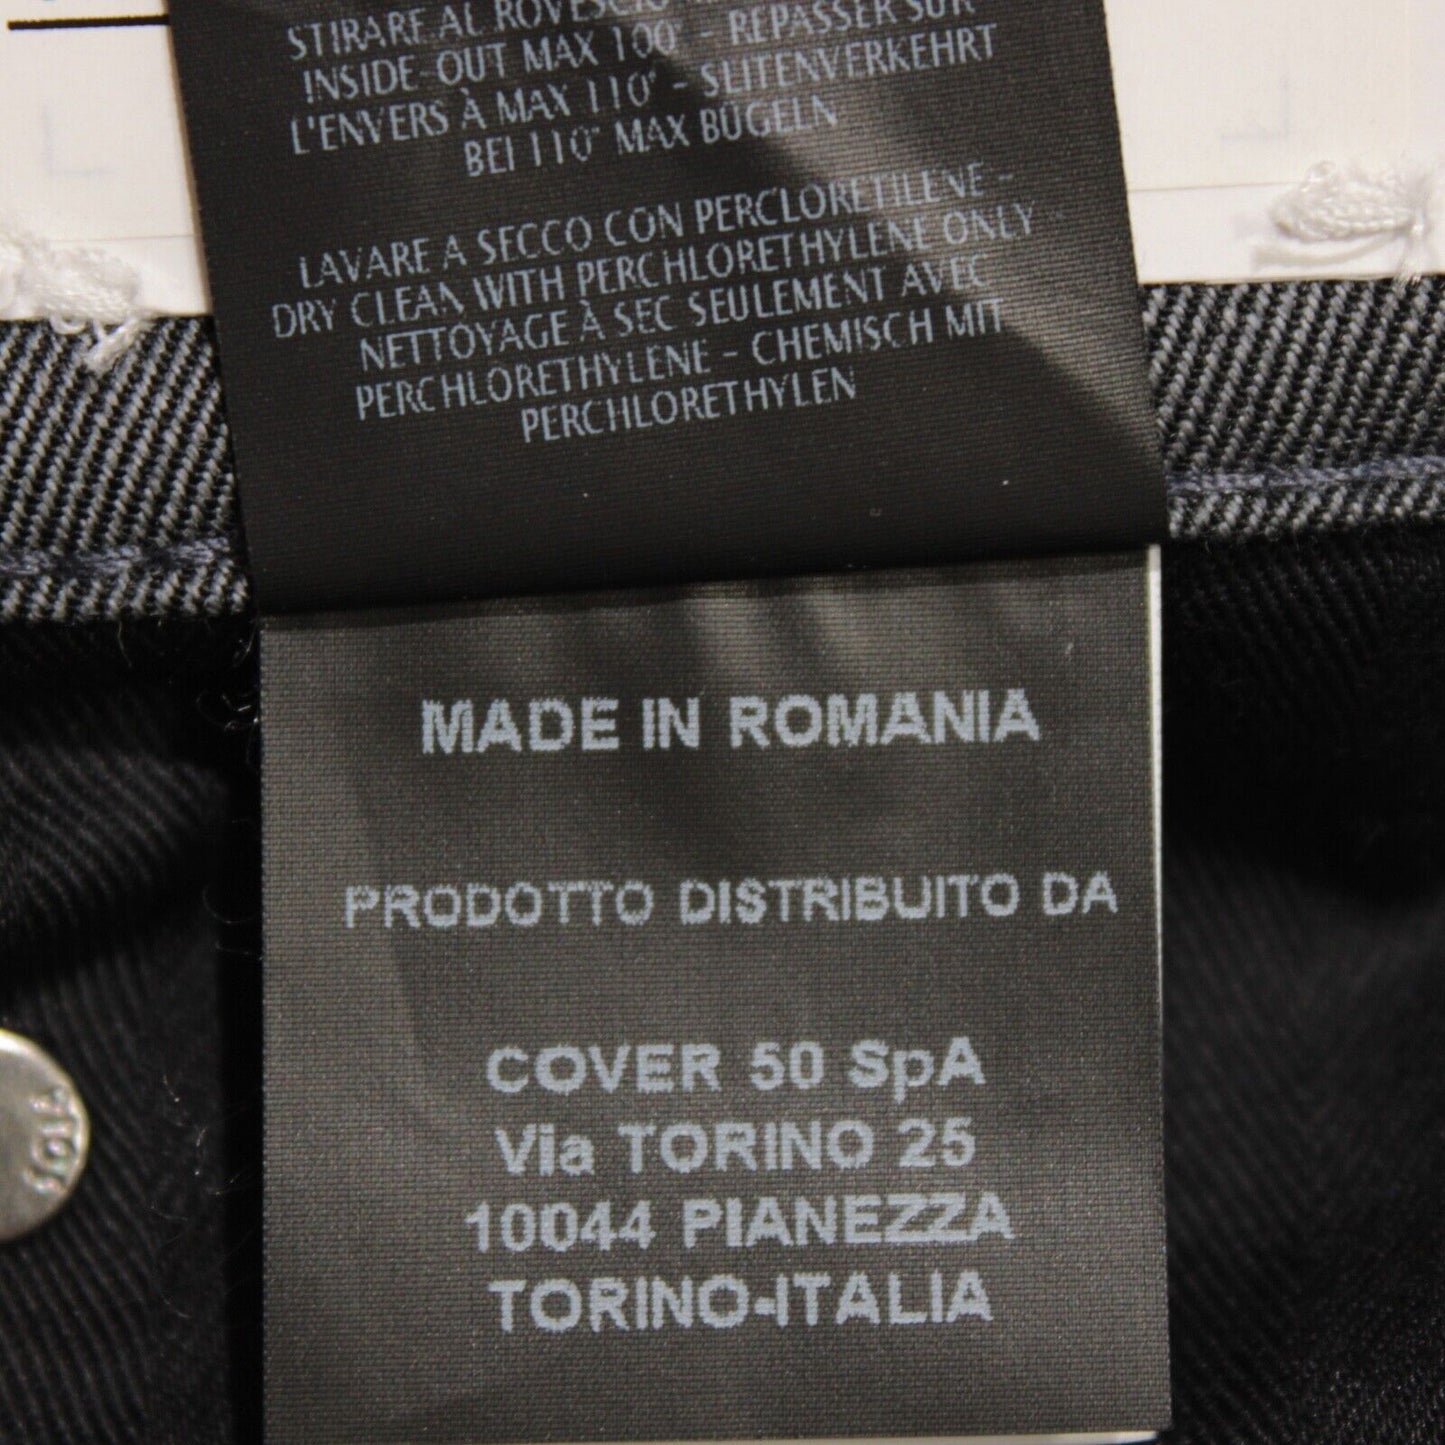 STIRARE AL ROVESCIO
INSIDE-OUT MAX 100° - REPASSER SUR
L'ENVERS À MAX 110° - SLITENVERKEHRT
BEI 110° MAX BÜGELN
LAVARE A SECCO CON PERCLORETILENE -
DRY CLEAN WITH PERCHLORETHYLENE ONLY
NETTOYAGE À SEC SEULEMENT AVEC
PERCHLORETHYLENE - CHEMISCH MIT
PERCHLORETHYLEN
MADE IN ROMANIA
PRODOTTO DISTRIBUITO DA
COVER 50 SpA
Via TORINO 25
10044 PIANEZZA
TORINO-ITALIA